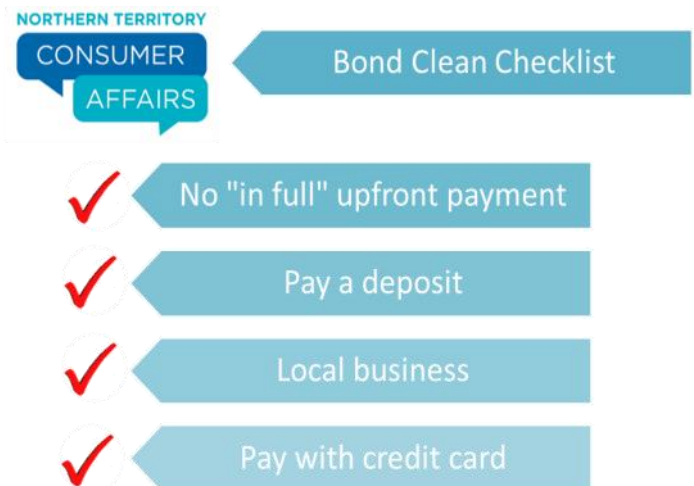 NORTHERN TERRITORY
CONSUMER
AFFAIRS
Bond Clean Checklist
No "in full" upfront payment
Pay a deposit
Local business
Pay with credit card